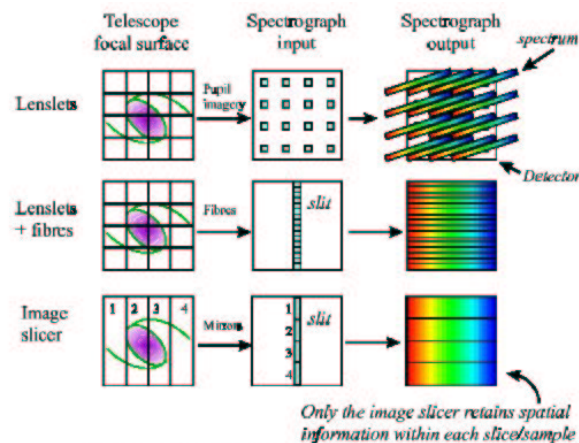 Telescope focal surface
Spectrograph input
Spectrograph output
spectrum
Lenslets
Pupil imagery
Detector
Lenslets + fibres
Fibres
slit
Image slicer
1 2 3 4
Mirrors
1
2
3
4
slit
Only the image slicer retains spatial
information within each slice/sample